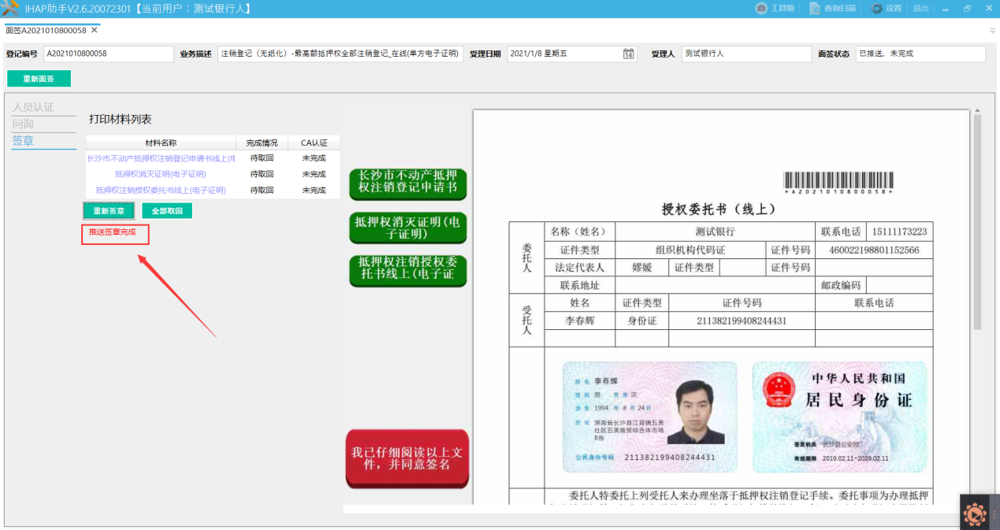 IHAP助手V2.6.20072301【当前用户：测试银行人】
工具箱 查询扫描 设置 退出
面签A2021010800058 ×
登记编号 A2021010800058 业务描述 注销登记（无纸化）-最高额抵押权全部注销登记_在线(单方电子证明) 受理日期 2021/1/8 星期五 14 受理人 测试银行人 面签状态 已推送，未完成
重新面签
人员认证
问询
签章
打印材料列表
材料名称 完成情况 CA认证
长沙市不动产抵押权注销登记申请书线上(电 待取回 未完成
抵押权消灭证明(电子证明) 待取回 未完成
抵押权注销授权委托书线上(电子证明) 待取回 未完成
重新签章 全部取回
推送签章完成
长沙市不动产抵押
权注销登记申请书
抵押权消灭证明(电
子证明)
抵押权注销授权委
托书线上(电子证
我已仔细阅读以上文
件，并同意签名
*A2021010800058*
授权委托书（线上）
委托人
名称（姓名） 测试银行 联系电话 15111173223
证件类型 组织机构代码证 证件号码 460022198801152566
法定代表人 嫪嫒 证件类型 证件号码
联系地址 邮政编码
受托人
姓名 证件类型 证件号码 联系电话
李春辉 身份证 211382199408244431
姓名 李春辉
性别 男 民族 汉
出生 1994 年 8 月 24 日
住址 湖南省长沙县江背镇五美
社区五美商贸综合体市场
B栋
公民身份号码 211382199408244431
中华人民共和国
居民身份证
签发机关 长沙县公安局
有效期限 2019.02.11-2029.02.11
委托人特委托上列受托人来办理坐落于抵押权注销登记手续。委托事项为办理抵押